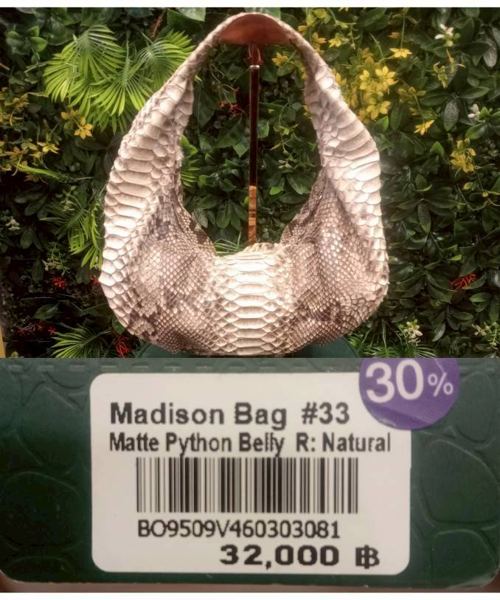 30%
Madison Bag #33
Matte Python Belly R: Natural
BO9509V460303081
32,000 ฿